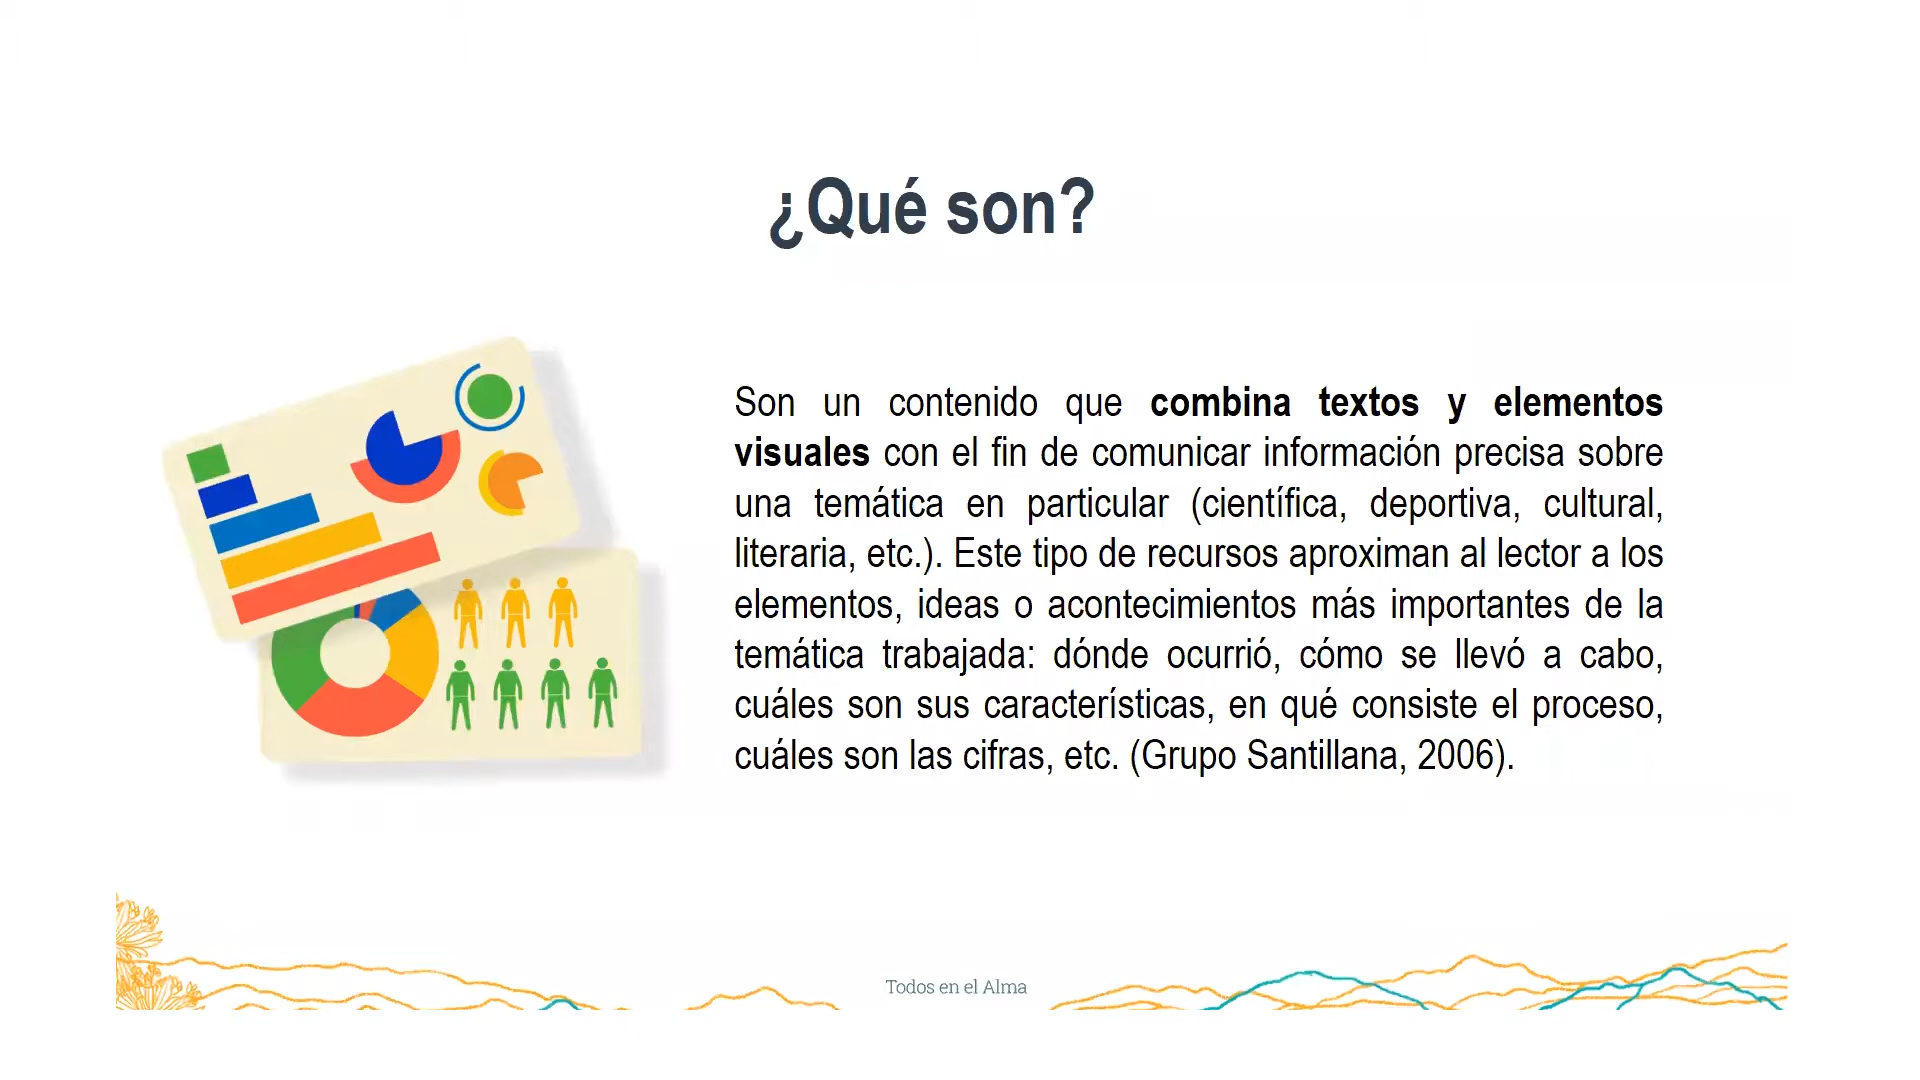 ¿Qué son?
Son un contenido que combina textos y elementos
visuales con el fin de comunicar información precisa sobre
una temática en particular (científica, deportiva, cultural,
literaria, etc.). Este tipo de recursos aproximan al lector a los
elementos, ideas o acontecimientos más importantes de la
temática trabajada: dónde ocurrió, cómo se llevó a cabo,
cuáles son sus características, en qué consiste el proceso,
cuáles son las cifras, etc. (Grupo Santillana, 2006).
Todos en el Alma